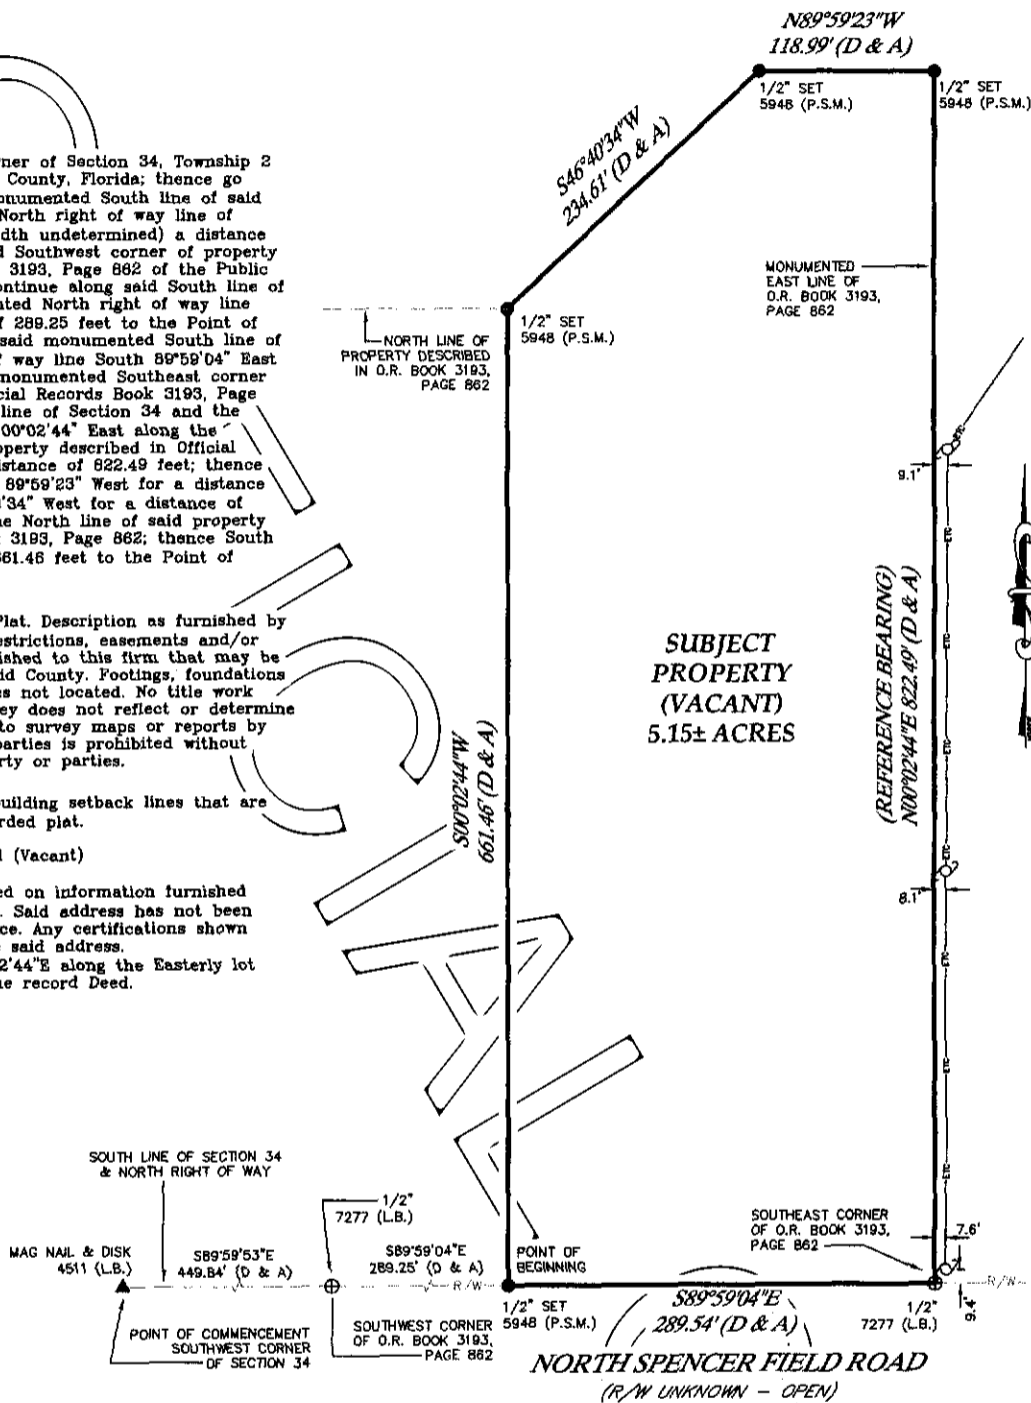 ner of Section 34, Township 2
County, Florida; thence go
onumented South line of said
North right of way line of
dth undetermined) a distance
d Southwest corner of property
3193, Page 862 of the Public
ontinue along said South line of
nted North right of way line
f 289.25 feet to the Point of
said monumented South line of
f way line South 89°59'04" East
monumented Southeast corner
cial Records Book 3193, Page
line of Section 34 and the
00°02'44" East along the
operty described in Official
istance of 822.49 feet; thence
89°59'23" West for a distance
'34" West for a distance of
he North line of said property
3193, Page 862; thence South
661.46 feet to the Point of
Plat. Description as furnished by
estrictions, easements and/or
nished to this firm that may be
id County. Footings, foundations
es not located. No title work
ey does not reflect or determine
to survey maps or reports by
parties is prohibited without
rty or parties.
building setback lines that are
rded plat.
d (Vacant)
ed on information furnished
. Said address has not been
ce. Any certifications shown
said address.
2'44"E along the Easterly lot
he record Deed.
N89°59'23"W
118.99' (D & A)
1/2" SET
5948 (P.S.M.)
1/2" SET
5948 (P.S.M.)
S46°40'34"W
234.61' (D & A)
MONUMENTED
EAST LINE OF
O.R. BOOK 3193,
PAGE 862
1/2" SET
5948 (P.S.M.)
NORTH LINE OF
PROPERTY DESCRIBED
IN O.R. BOOK 3193,
PAGE 862
9.1'
SUBJECT
PROPERTY
(VACANT)
5.15± ACRES
(REFERENCE BEARING)
N00°02'44"E 822.49' (D & A)
S00°02'44"W
661.46' (D & A)
8.1'
SOUTH LINE OF SECTION 34
& NORTH RIGHT OF WAY
1/2"
7277 (L.B.)
MAG NAIL & DISK
4511 (L.B.)
S89°59'53"E
449.84' (D & A)
S89°59'04"E
289.25' (D & A)
R/W
POINT OF
BEGINNING
SOUTHEAST CORNER
OF O.R. BOOK 3193,
PAGE 862
7.6'
R/W
9.4'
POINT OF COMMENCEMENT
SOUTHWEST CORNER
OF SECTION 34
SOUTHWEST CORNER
OF O.R. BOOK 3193,
PAGE 862
1/2" SET
5948 (P.S.M.)
S89°59'04"E
289.54' (D & A)
1/2"
7277 (L.B.)
NORTH SPENCER FIELD ROAD
(R/W UNKNOWN - OPEN)